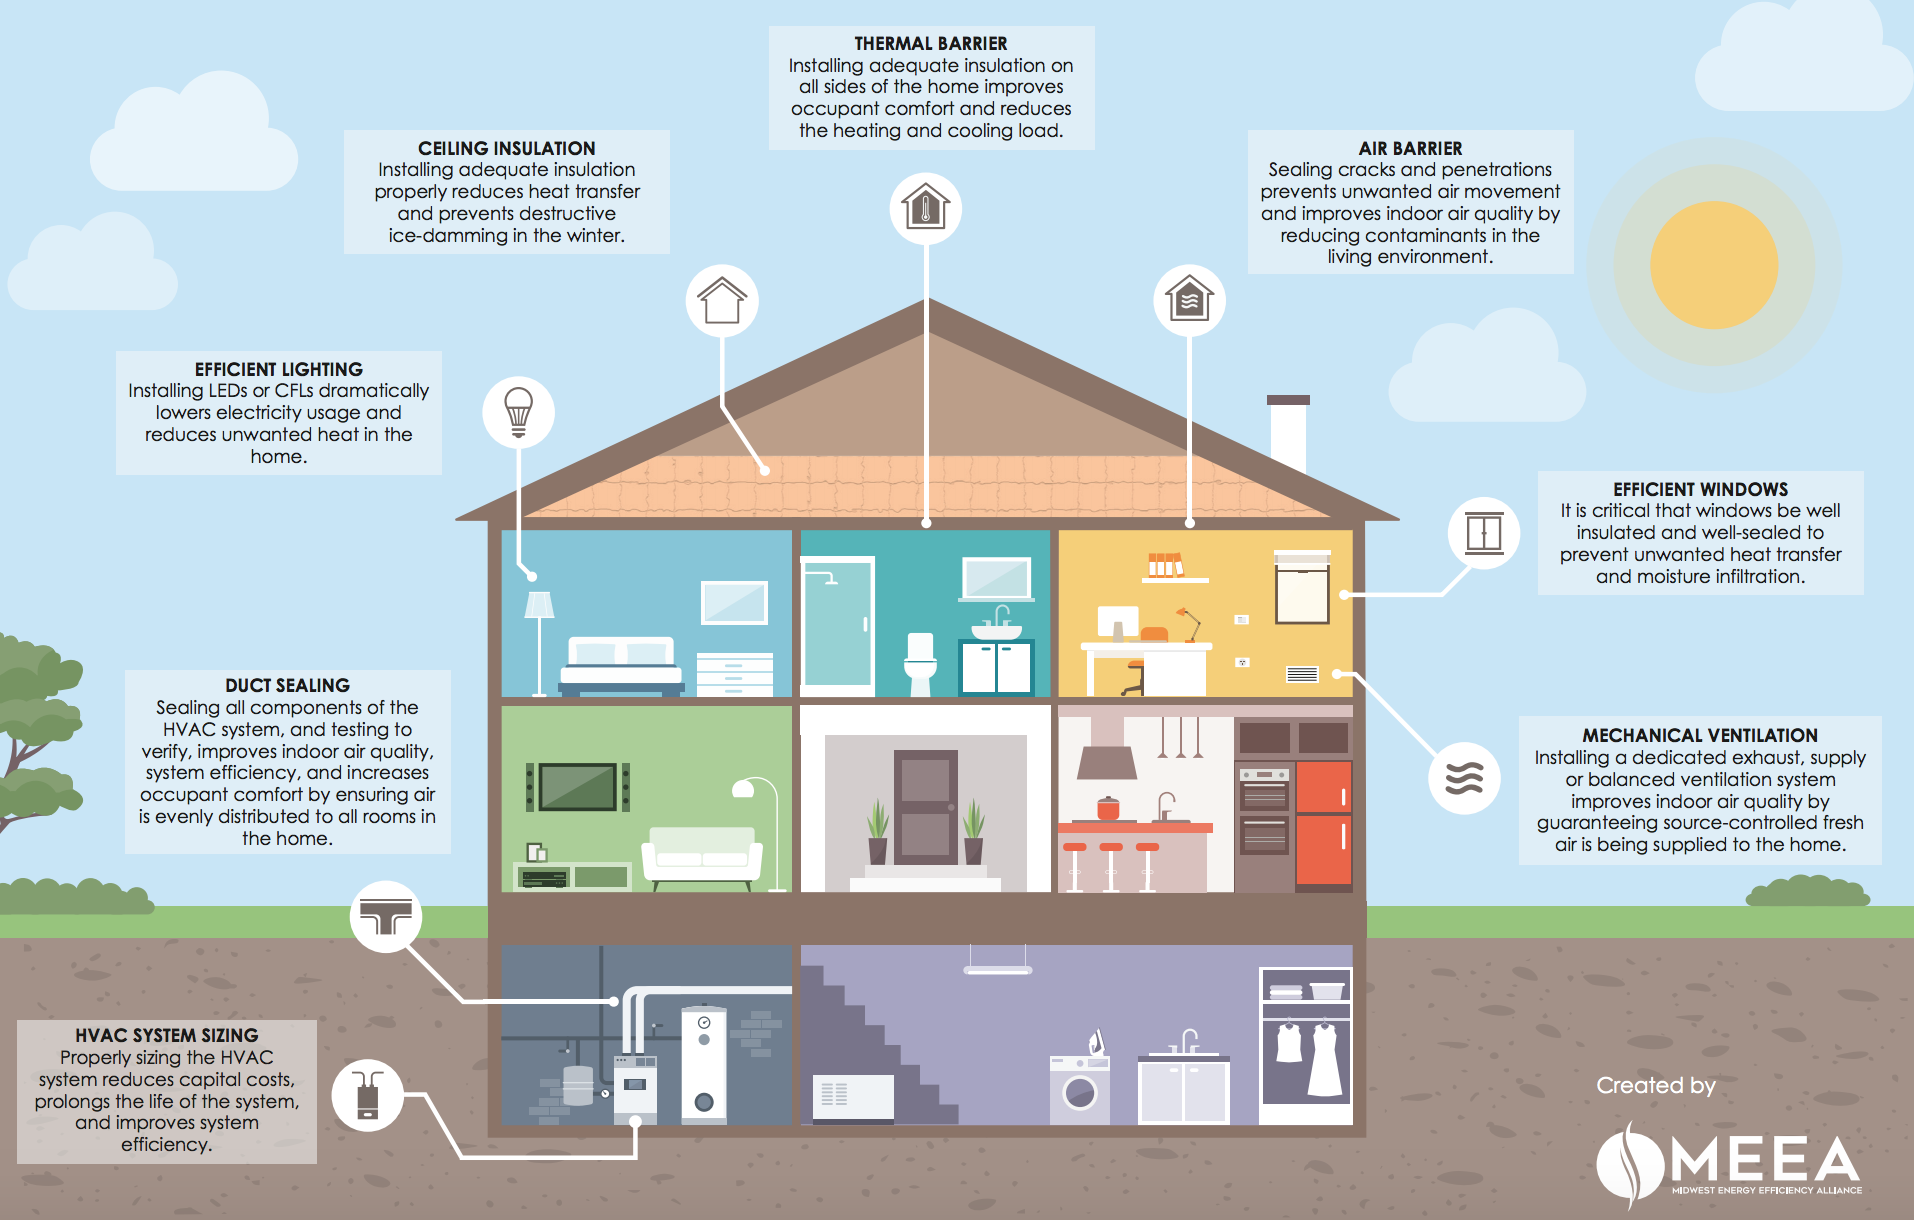 THERMAL BARRIER
Installing adequate insulation on
all sides of the home improves
occupant comfort and reduces
the heating and cooling load.
CEILING INSULATION
Installing adequate insulation
properly reduces heat transfer
and prevents destructive
ice-damming in the winter.
AIR BARRIER
Sealing cracks and penetrations
prevents unwanted air movement
and improves indoor air quality by
reducing contaminants in the
living environment.
EFFICIENT LIGHTING
Installing LEDs or CFLs dramatically
lowers electricity usage and
reduces unwanted heat in the
home.
EFFICIENT WINDOWS
It is critical that windows be well
insulated and well-sealed to
prevent unwanted heat transfer
and moisture infiltration.
DUCT SEALING
Sealing all components of the
HVAC system, and testing to
verify, improves indoor air quality,
system efficiency, and increases
occupant comfort by ensuring air
is evenly distributed to all rooms in
the home.
MECHANICAL VENTILATION
Installing a dedicated exhaust, supply
or balanced ventilation system
improves indoor air quality by
guaranteeing source-controlled fresh
air is being supplied to the home.
HVAC SYSTEM SIZING
Properly sizing the HVAC
system reduces capital costs,
prolongs the life of the system,
and improves system
efficiency.
Created by
MEEA
MIDWEST ENERGY EFFICIENCY ALLIANCE